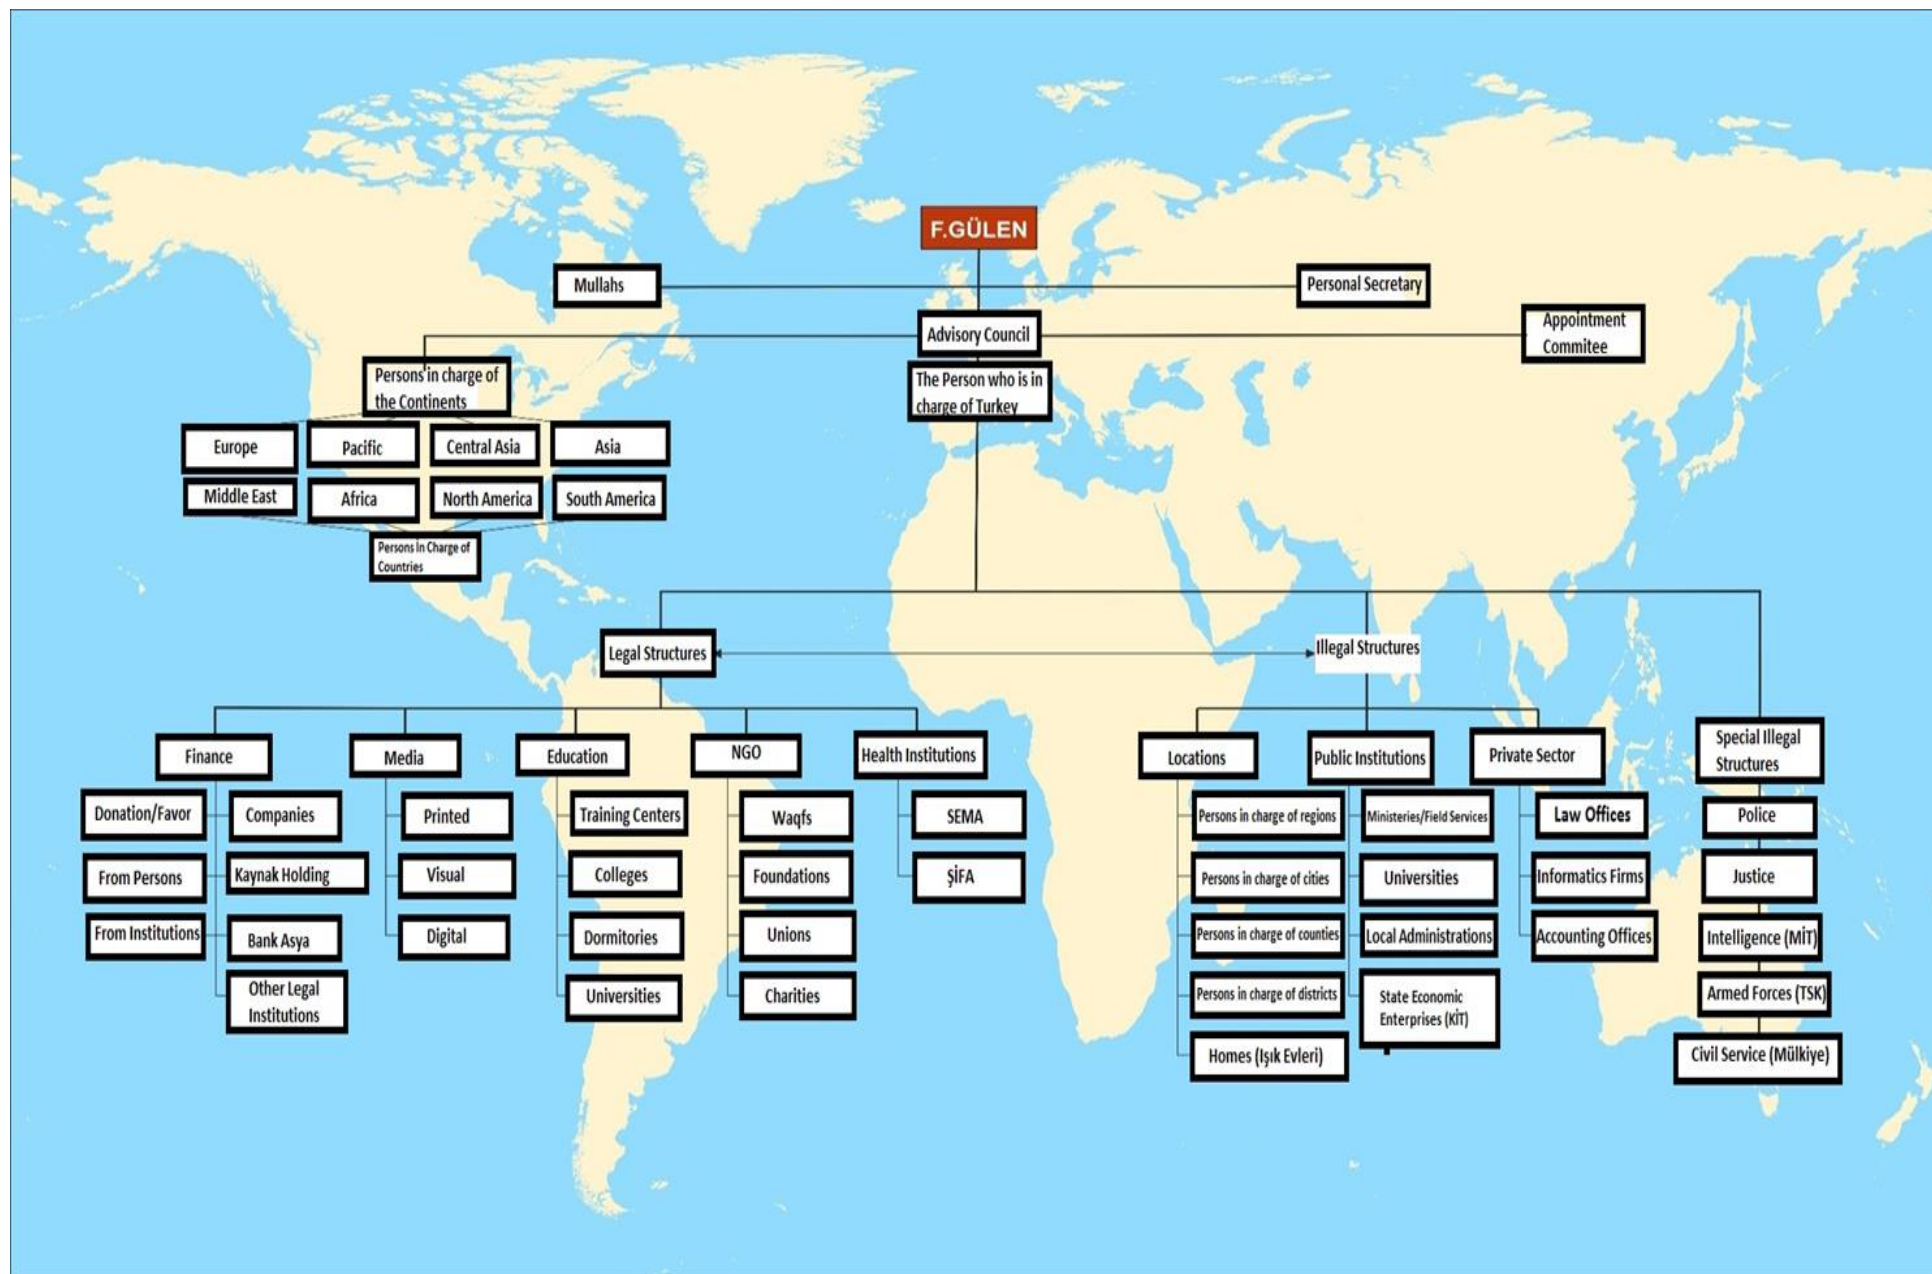 F.GÜLEN
Mullahs
Personal Secretary
Advisory Council
Appointment
Commitee
Persons in charge of
the Continents
The Person who is in
charge of Turkey
Europe
Pacific
Central Asia
Asia
Middle East
Africa
North America
South America
Persons in Charge of
Countries
Legal Structures
Illegal Structures
Finance
Donation/Favor
Companies
From Persons
Kaynak Holding
From Institutions
Bank Asya
Other Legal
Institutions
Media
Printed
Visual
Digital
Education
Training Centers
Colleges
Dormitories
Universities
NGO
Waqfs
Foundations
Unions
Charities
Health Institutions
SEMA
ŞİFA
Locations
Persons in charge of regions
Persons in charge of cities
Persons in charge of counties
Persons in charge of districts
Homes (Işık Evleri)
Public Institutions
Ministeries/Field Services
Universities
Local Administrations
State Economic
Enterprises (KİT)
Private Sector
Law Offices
Informatics Firms
Accounting Offices
Special Illegal
Structures
Police
Justice
Intelligence (MİT)
Armed Forces (TSK)
Civil Service (Mülkiye)